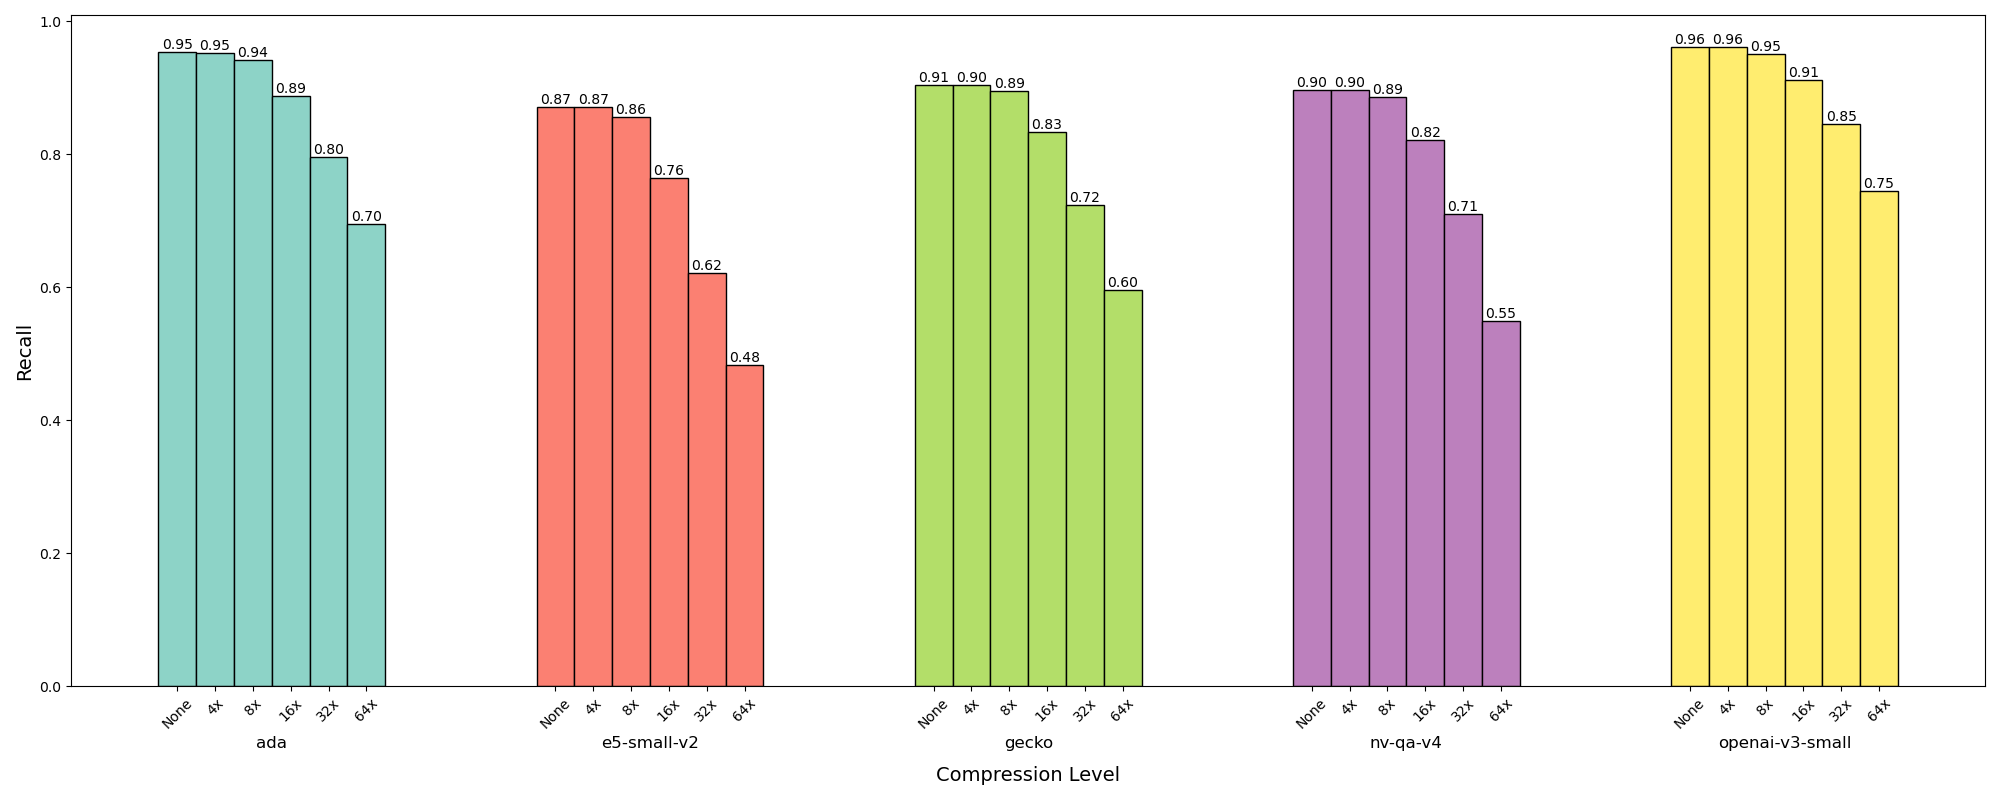 1.0
0.8
0.6
0.4
0.2
0.0
Recall
0.95 0.95 0.94 0.89 0.80 0.70
0.87 0.87 0.86 0.76 0.62 0.48
0.91 0.90 0.89 0.83 0.72 0.60
0.90 0.90 0.89 0.82 0.71 0.55
0.96 0.96 0.95 0.91 0.85 0.75
None 4x 8x 16x 32x 64x None 4x 8x 16x 32x 64x None 4x 8x 16x 32x 64x None 4x 8x 16x 32x 64x None 4x 8x 16x 32x 64x
ada e5-small-v2 gecko nv-qa-v4 openai-v3-small
Compression Level